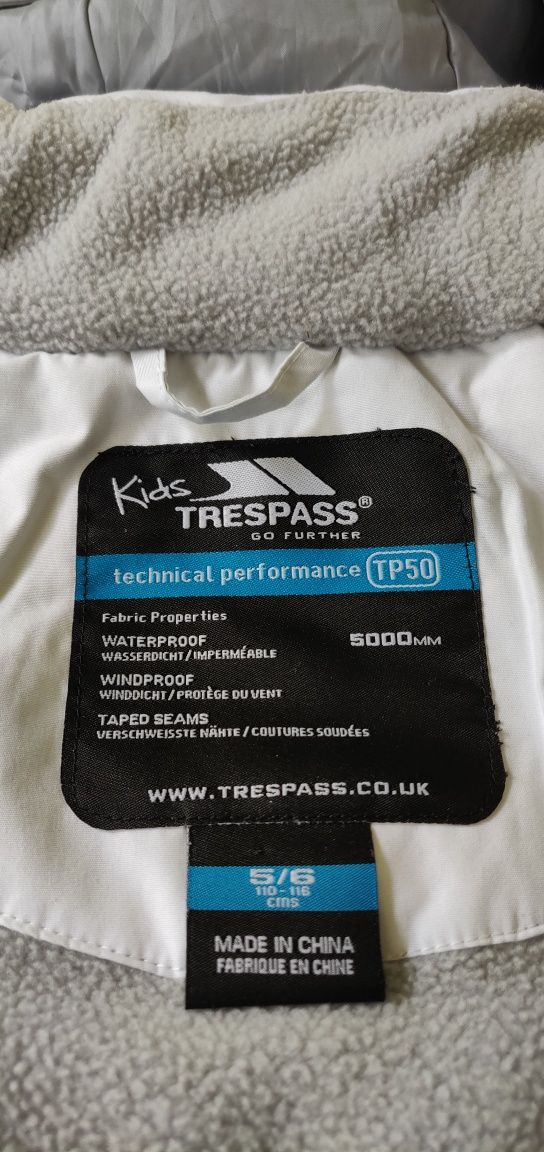 Kids
TRESPASS®
GO FURTHER
technical performance TP50
Fabric Properties
WATERPROOF 5000MM
WASSERDICHT/IMPERMÉABLE
WINDPROOF
WINDDICHT/PROTÈGE DU VENT
TAPED SEAMS
VERSCHWEISSTE NÄHTE/COUTURES SOUDÉES
WWW.TRESPASS.CO.UK
5/6
110-116
cms
MADE IN CHINA
FABRIQUE EN CHINE